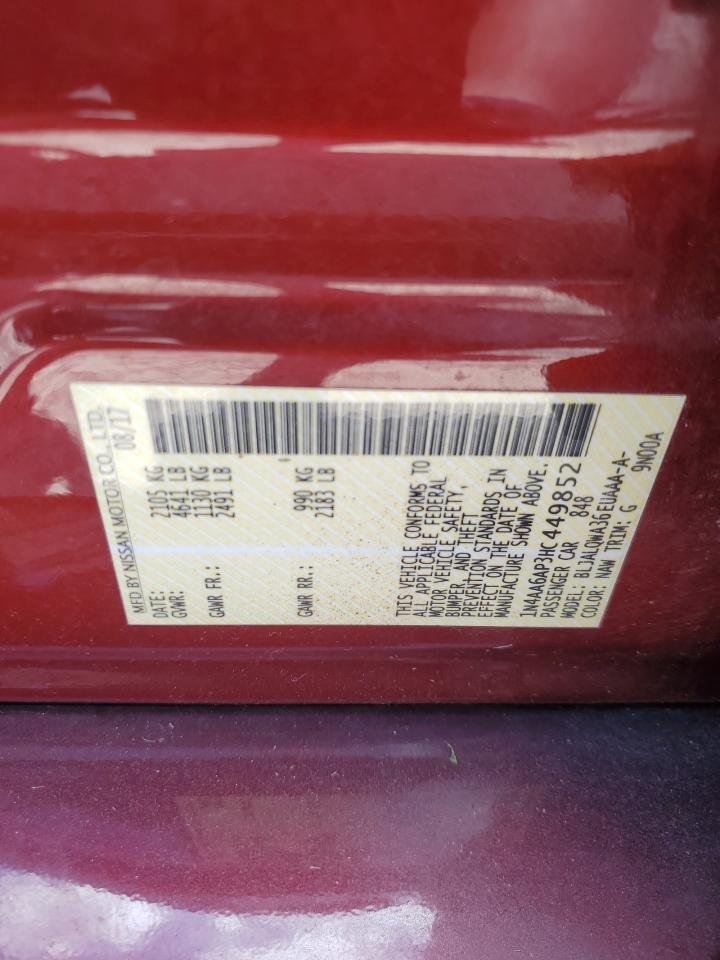 MFD BY NISSAN MOTOR CO., LTD.
DATE: 08/17
GVWR: 2105 KG
4641 LB
GAWR FR.: 1130 KG
2491 LB
GAWR RR.: 990 KG
2183 LB
THIS VEHICLE CONFORMS TO
ALL APPLICABLE FEDERAL
MOTOR VEHICLE SAFETY,
BUMPER, AND THEFT
PREVENTION STANDARDS IN
EFFECT ON THE DATE OF
MANUFACTURE SHOWN ABOVE.
1N4AA6AP3HC449852
PASSENGER CAR 848
MODEL: BLJALQWA36EUAAA-A-
COLOR: NAW TRIM: G 9N00A